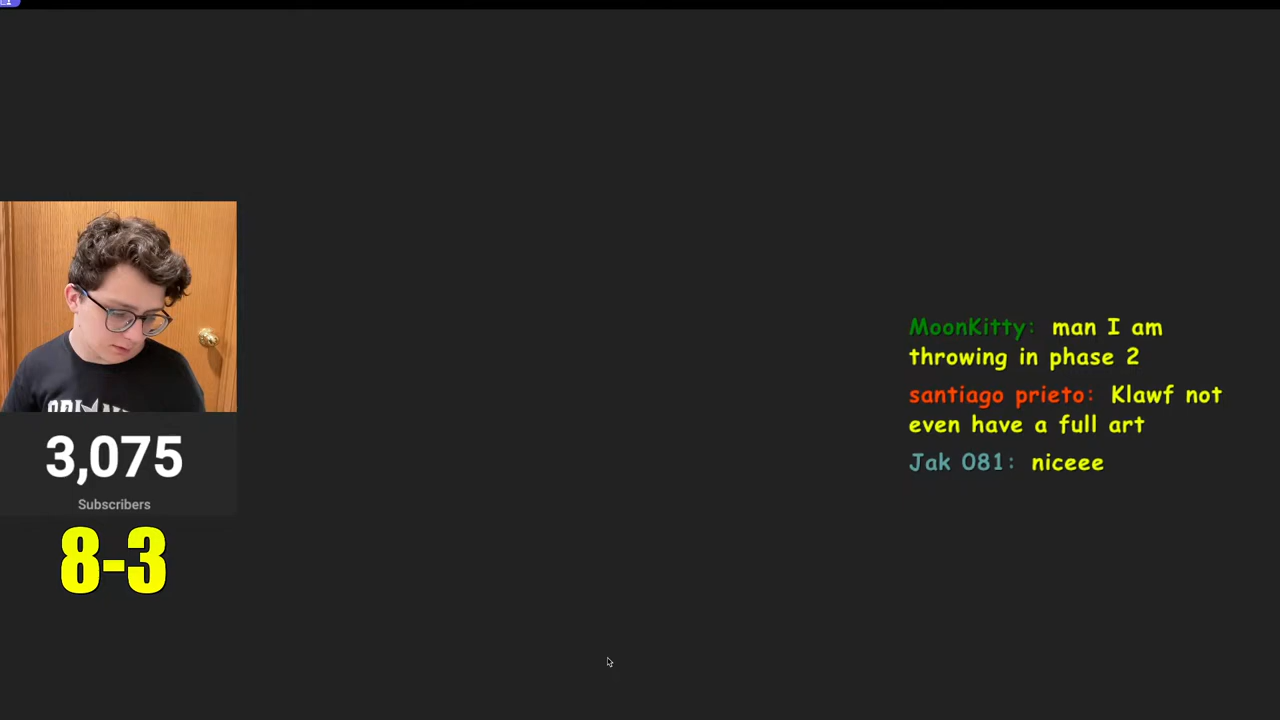 3,075
Subscribers
8-3
MoonKitty: man I am
throwing in phase 2
santiago prieto: Klawf not
even have a full art
Jak 081: niceee